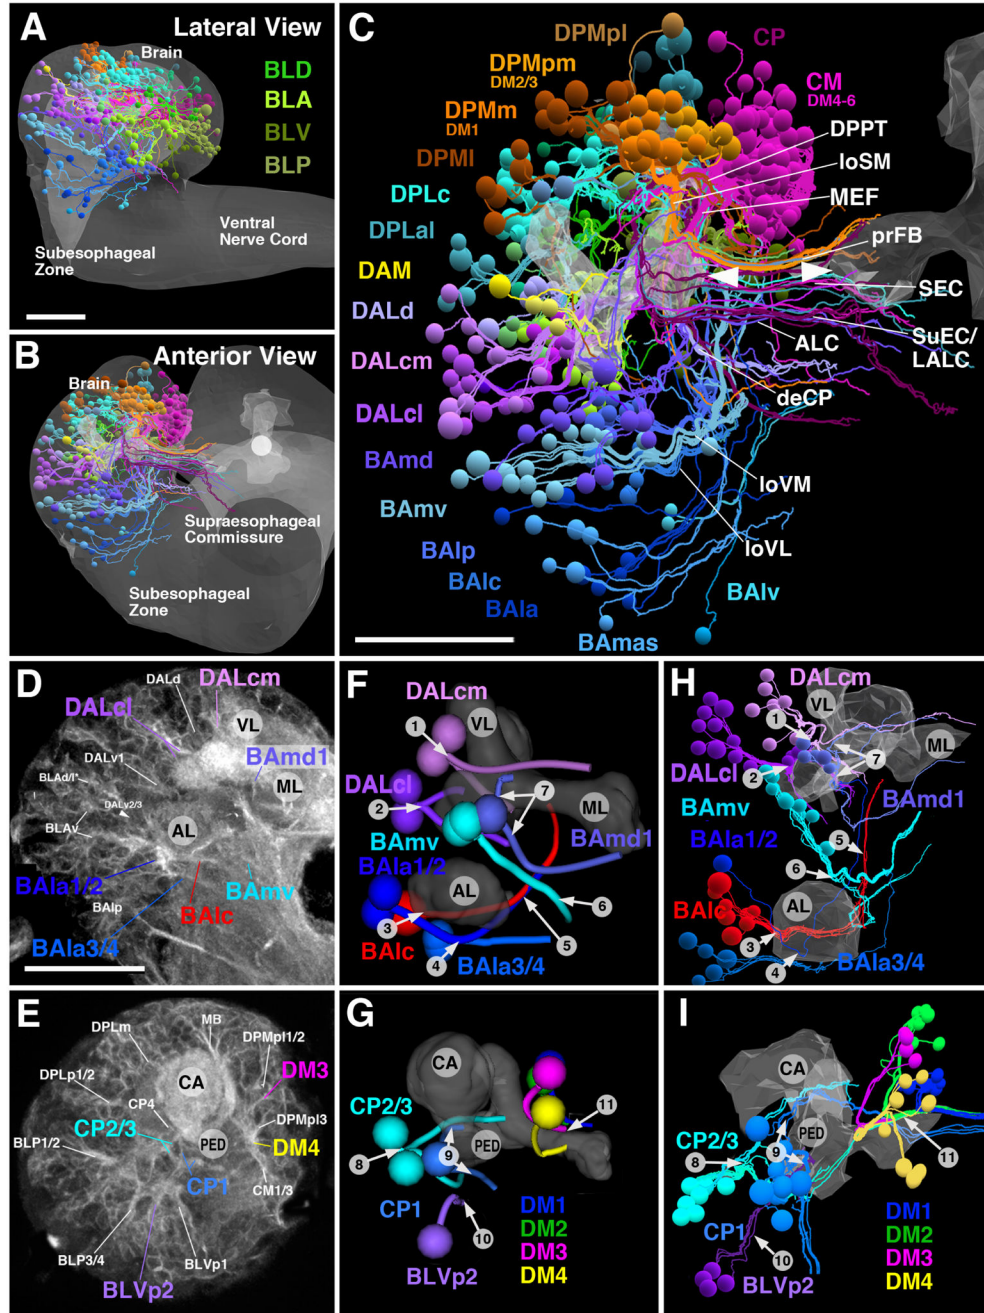 A
Lateral View
Brain
BLD
BLA
BLV
BLP
Ventral
Nerve Cord
Subesophageal
Zone
B
Anterior View
Brain
Supraesophageal
Commissure
Subesophageal
Zone
C
DPMpl
CP
DPMpm
DM2/3
CM
DM4-6
DPMm
DM1
DPPT
DPMl
loSM
DPLc
MEF
DPLal
prFB
DAM
SEC
DALd
SuEC/
LALC
ALC
DALcm
deCP
DALcl
BAmd
loVM
BAmv
loVL
BAlp
BAlc
BAla
BAlv
BAmas
D
DALd
DALcm
DALcl
VL
DALv1
BAmd1
BLAd/l*
ML
DALv2/3
BLAv
AL
BAla1/2
BAmv
BAlp
BAlc
BAla3/4
F
DALcm
1
VL
DALcl
2
7
ML
BAmv
BAmd1
BAla1/2
AL
6
3
5
BAlc
4
BAla3/4
H
DALcm
1
VL
ML
7
DALcl
2
BAmd1
BAmv
BAla1/2
5
6
BAlc
AL
3
4
BAla3/4
E
DPLm
MB
DPMpl1/2
CA
DM3
DPLp1/2
CP4
DPMpl3
CP2/3
PED
BLP1/2
DM4
CP1
CM1/3
BLP3/4
BLVp1
BLVp2
G
CA
CP2/3
11
PED
8
9
CP1
DM1
10
DM2
DM3
BLVp2
DM4
I
CA
CP2/3
PED
8
9
11
CP1
DM1
DM2
10
DM3
BLVp2
DM4